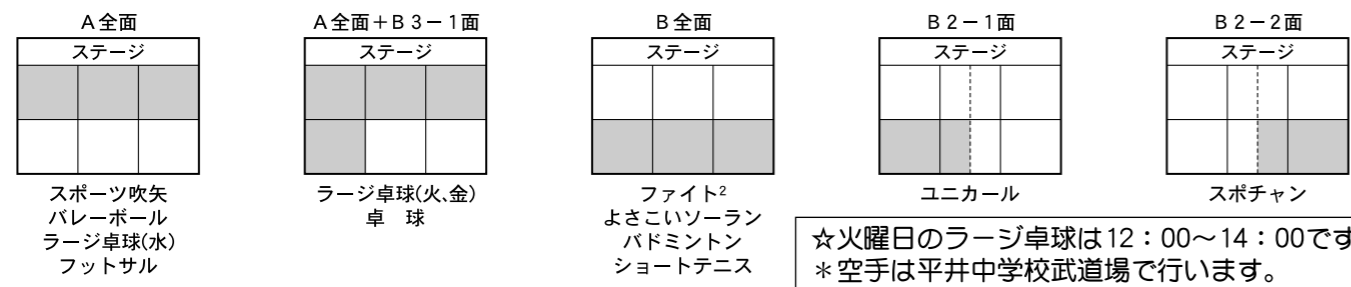 A全面
ステージ
スポーツ吹矢
バレーボール
ラージ卓球(水)
フットサル
A全面+B3-1面
ステージ
ラージ卓球(火、金)
卓 球
B全面
ステージ
ファイト²
よさこいソーラン
バドミントン
ショートテニス
B2-1面
ステージ
ユニカール
B2-2面
ステージ
スポチャン
☆火曜日のラージ卓球は12:00~14:00です
*空手は平井中学校武道場で行います。